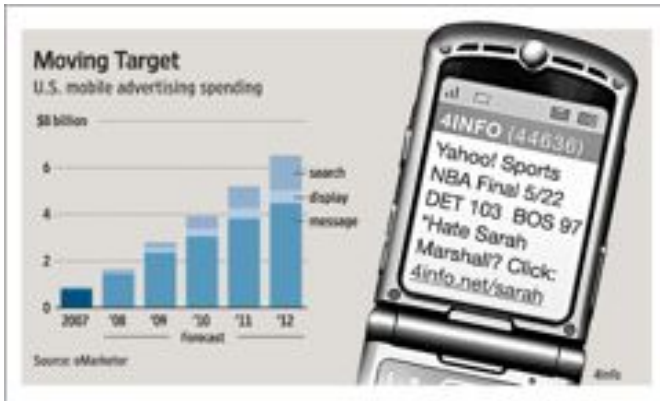 Moving Target
U.S. mobile advertising spending
$8 billion
6
4
2
0
search
display
message
2007 '08 '09 '10 '11 '12
Forecast
Source: eMarketer
4INFO (44636)
Yahoo! Sports
NBA Final 5/22
DET 103 BOS 97
*Hate Sarah
Marshall? Click:
4info.net/sarah
4info